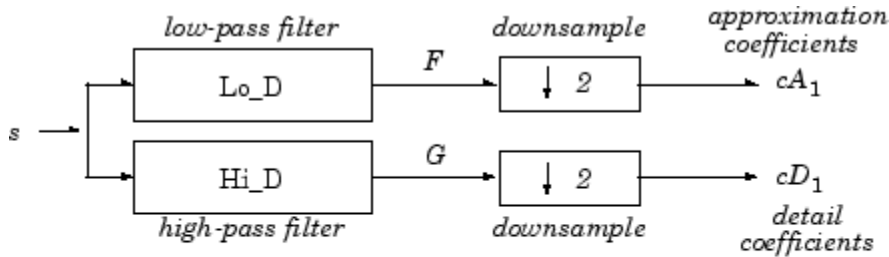 low-pass filter
downsample
approximation
coefficients
F
Lo_D
↓ 2
cA1
s
G
Hi_D
↓ 2
cD1
high-pass filter
downsample
detail
coefficients